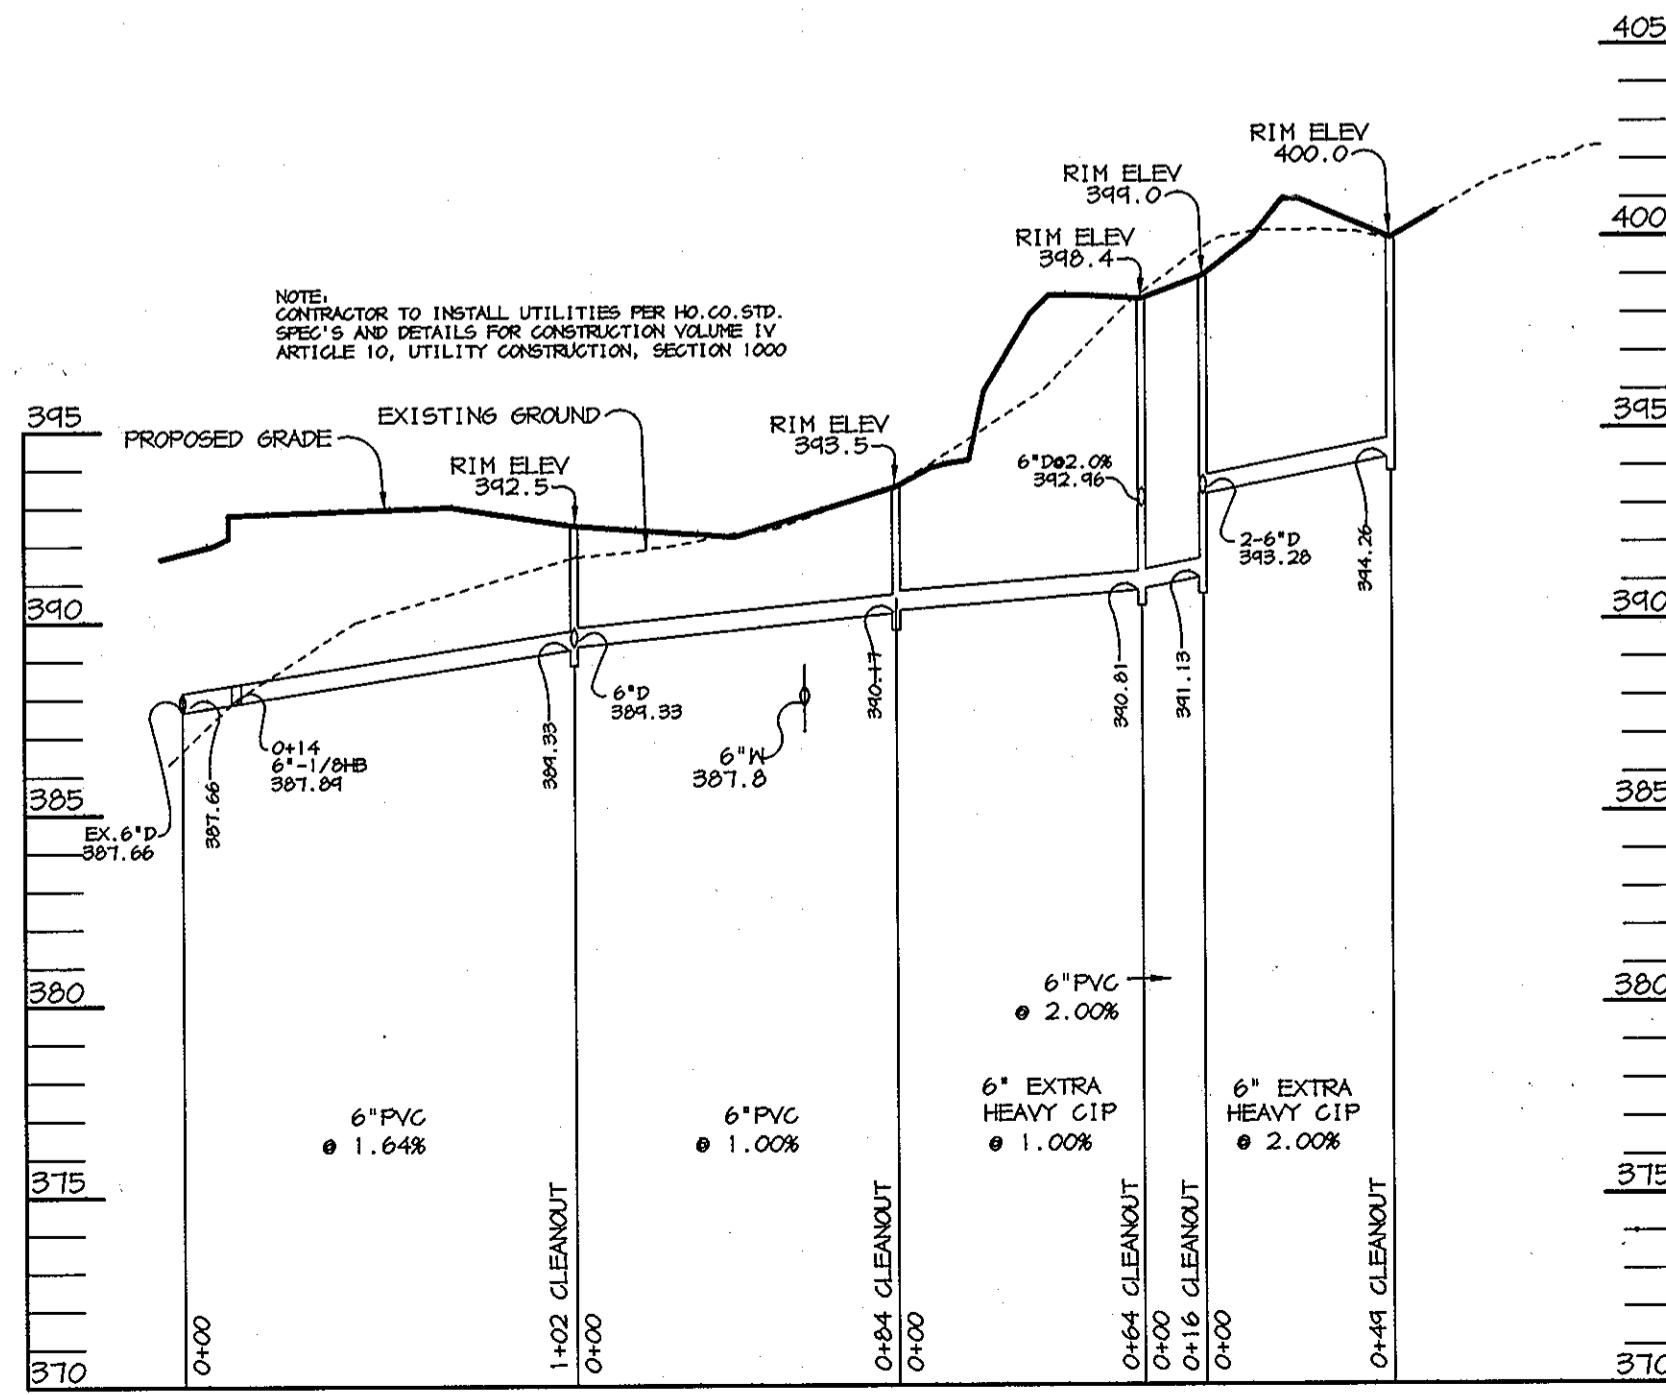 405
RIM ELEV
400.0
RIM ELEV
399.0
400
RIM ELEV
398.4
NOTE:
CONTRACTOR TO INSTALL UTILITIES PER HO.CO.STD.
SPEC'S AND DETAILS FOR CONSTRUCTION VOLUME IV
ARTICLE 10, UTILITY CONSTRUCTION, SECTION 1000
395
PROPOSED GRADE
EXISTING GROUND
RIM ELEV
392.5
RIM ELEV
393.5
6"D@2.0%
392.96
395
2-6"D
393.28
394.26
390
390
0+14
6"-1/8HB
387.89
387.66
EX.6"D
387.66
389.33
6"D
389.33
6"W
387.8
390.17
390.81
391.13
385
385
380
6"PVC
@ 2.00%
380
6"PVC
@ 1.64%
6"PVC
@ 1.00%
6" EXTRA
HEAVY CIP
@ 1.00%
6" EXTRA
HEAVY CIP
@ 2.00%
375
375
370
0+00
1+02 CLEANOUT
0+00
0+84 CLEANOUT
0+00
0+64 CLEANOUT
0+00
0+16 CLEANOUT
0+00
0+49 CLEANOUT
370